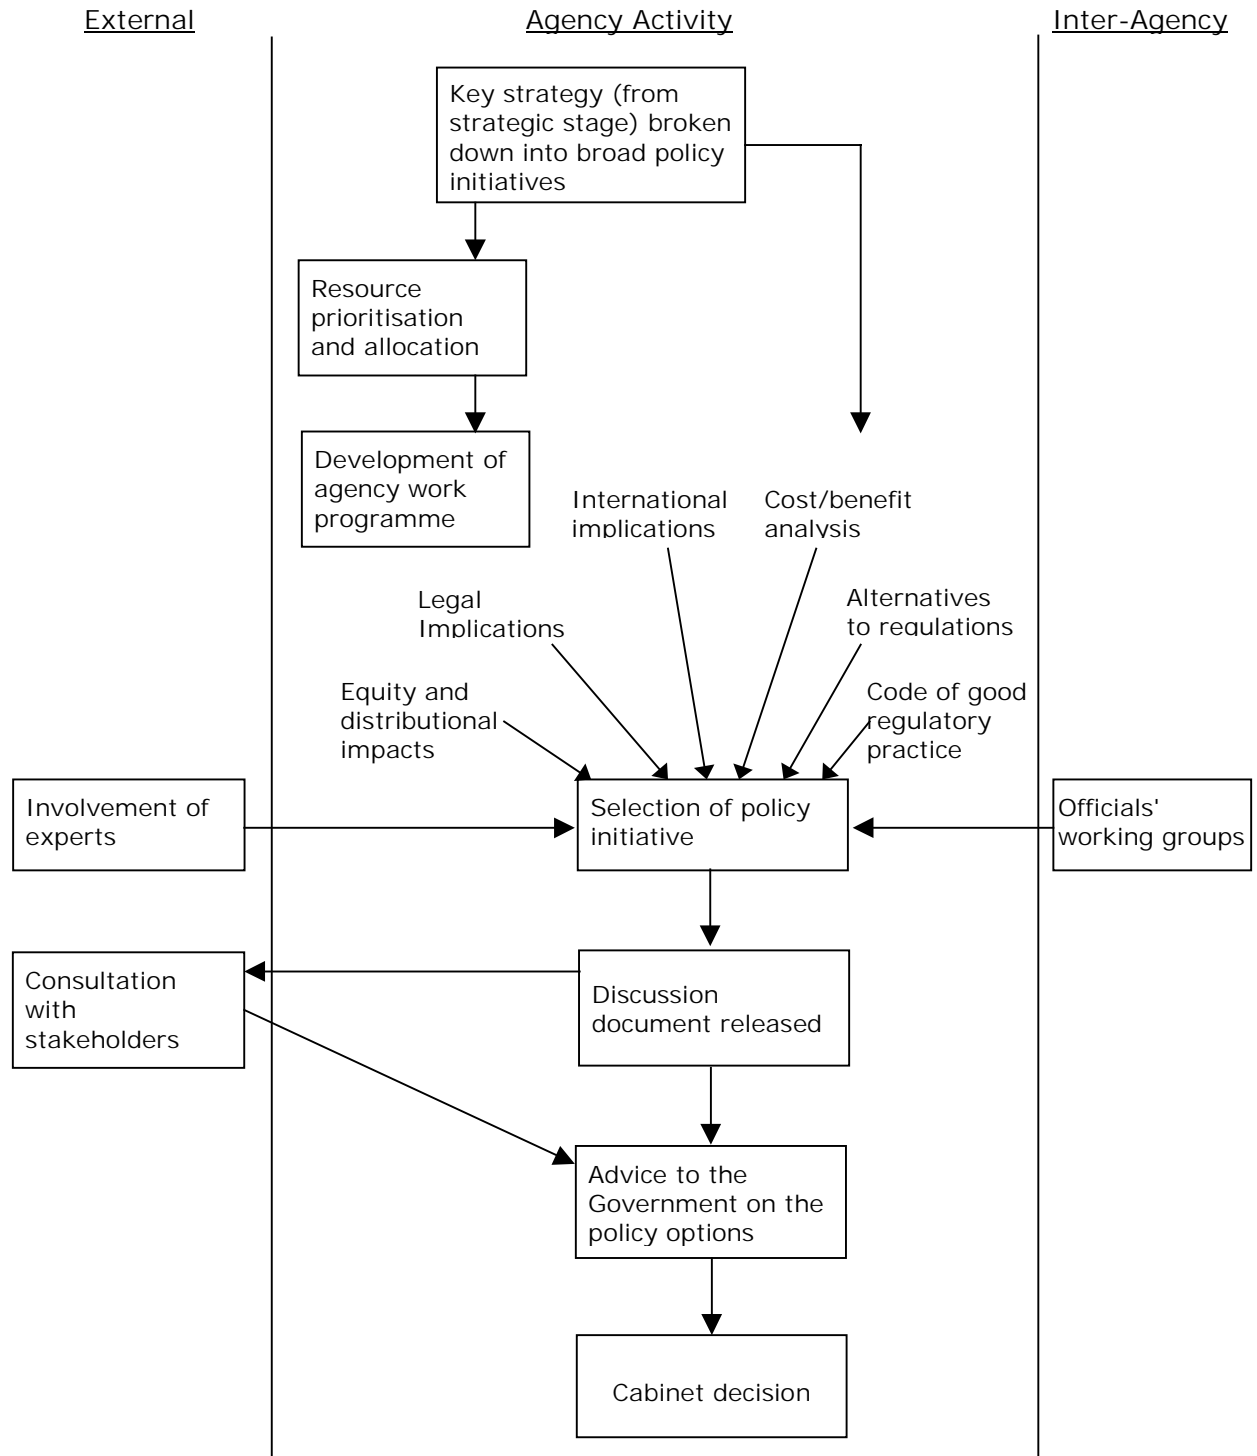 External
Agency Activity
Inter-Agency
Key strategy (from
strategic stage) broken
down into broad policy
initiatives
Resource
prioritisation
and allocation
Development of
agency work
programme
International
implications
Cost/benefit
analysis
Legal
Implications
Alternatives
to regulations
Equity and
distributional
impacts
Code of good
regulatory
practice
Involvement of
experts
Selection of policy
initiative
Officials'
working groups
Consultation
with
stakeholders
Discussion
document released
Advice to the
Government on the
policy options
Cabinet decision